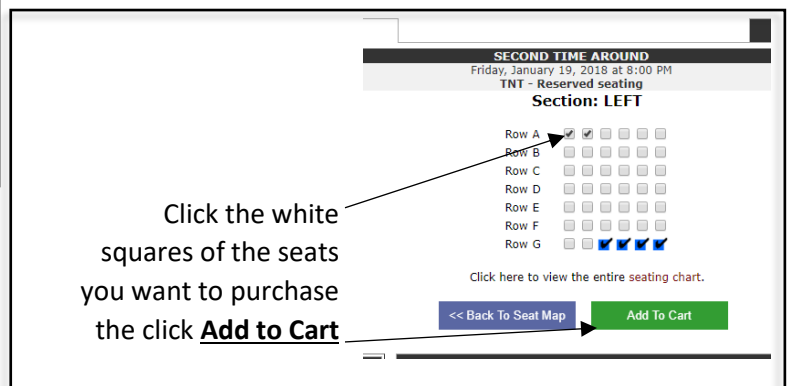 SECOND TIME AROUND
Friday, January 19, 2018 at 8:00 PM
TNT - Reserved seating
Section: LEFT
Row A
Row B
Row C
Row D
Row E
Row F
Row G
Click the white
squares of the seats
you want to purchase
the click Add to Cart
Click here to view the entire seating chart.
<< Back To Seat Map
Add To Cart